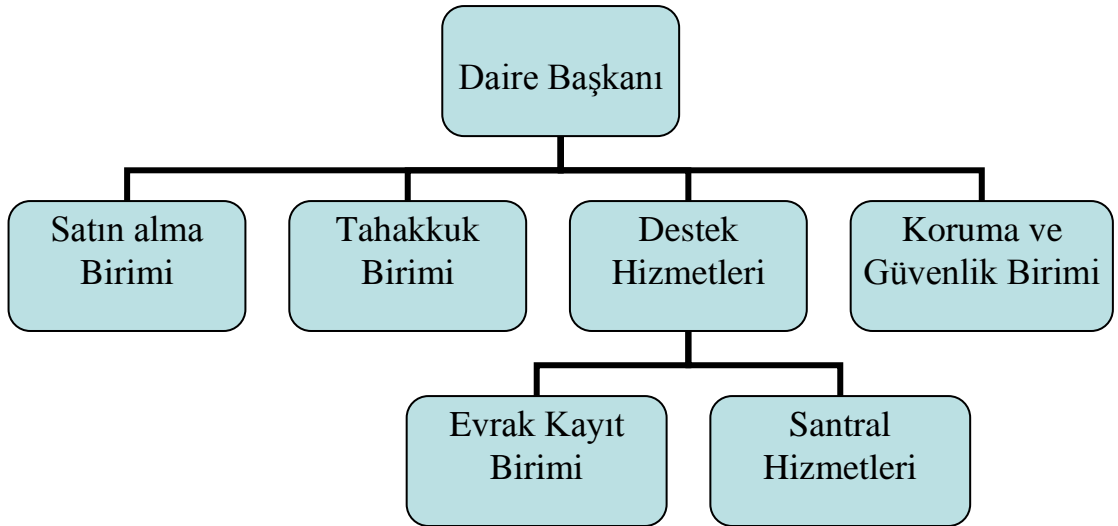 Daire Başkanı
Satın alma
Birimi
Tahakkuk
Birimi
Destek
Hizmetleri
Koruma ve
Güvenlik Birimi
Evrak Kayıt
Birimi
Santral
Hizmetleri